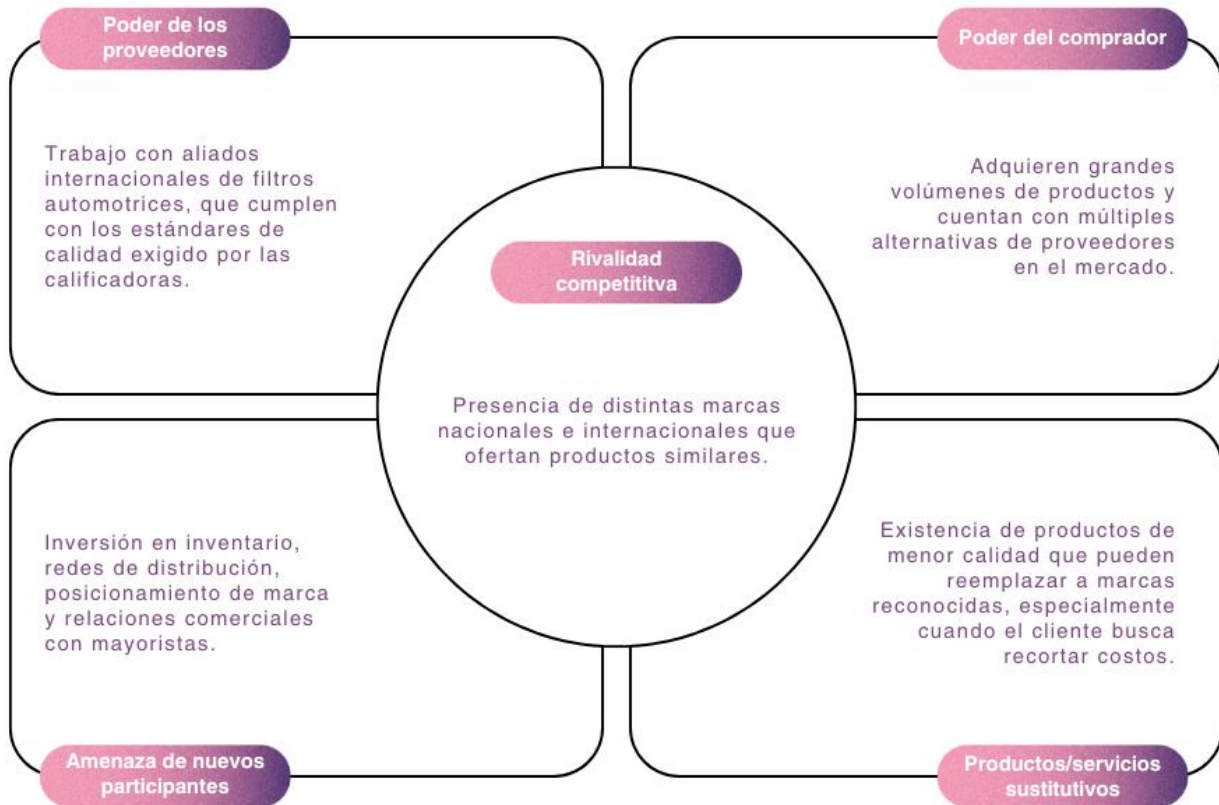 Poder de los
proveedores
Trabajo con aliados
internacionales de filtros
automotrices, que cumplen
con los estándares de
calidad exigido por las
calificadoras.
Poder del comprador
Adquieren grandes
volúmenes de productos y
cuentan con múltiples
alternativas de proveedores
en el mercado.
Rivalidad
competititva
Presencia de distintas marcas
nacionales e internacionales que
ofertan productos similares.
Inversión en inventario,
redes de distribución,
posicionamiento de marca
y relaciones comerciales
con mayoristas.
Amenaza de nuevos
participantes
Existencia de productos de
menor calidad que pueden
reemplazar a marcas
reconocidas, especialmente
cuando el cliente busca
recortar costos.
Productos/servicios
sustitutivos